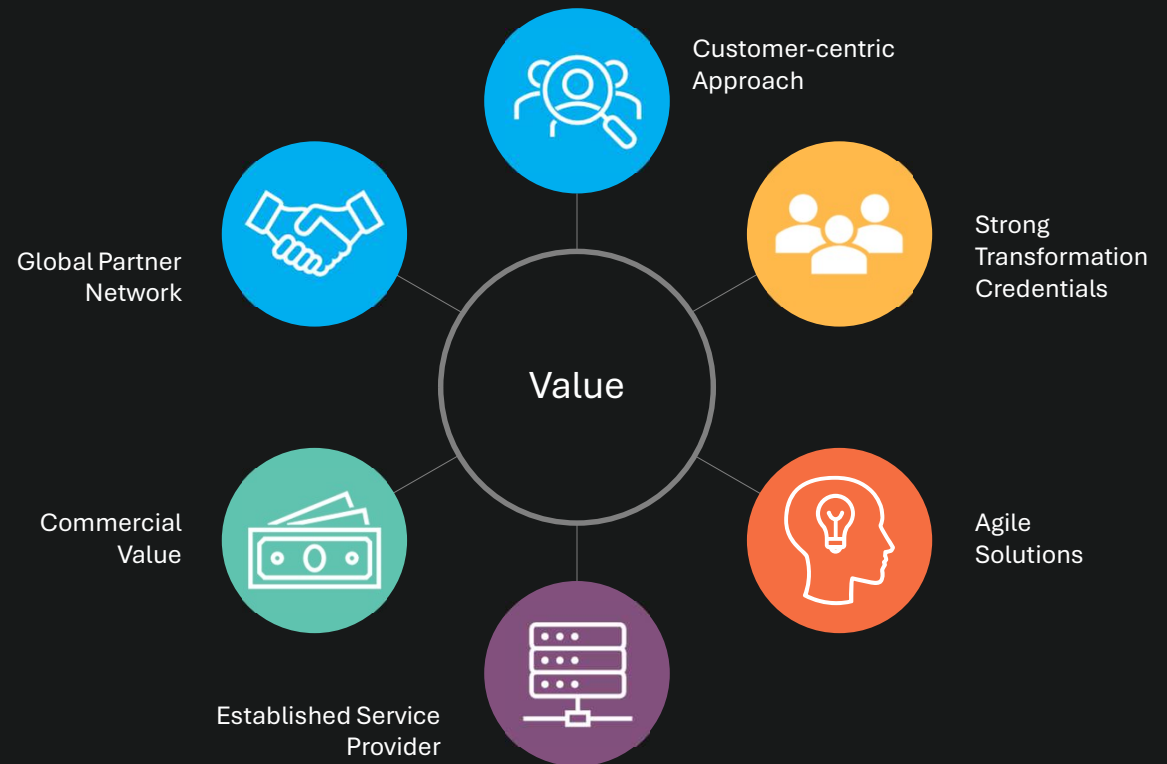 Customer-centric
Approach
Strong
Transformation
Credentials
Global Partner
Network
Value
Commercial
Value
Agile
Solutions
Established Service
Provider